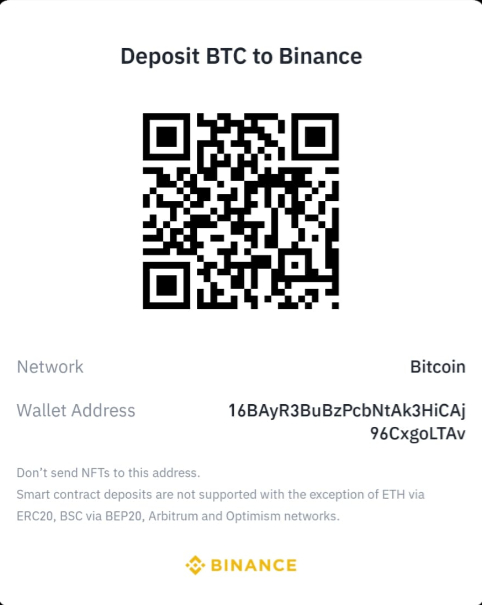 Deposit BTC to Binance
Network
Bitcoin
Wallet Address
16BAyR3BuBzPcbNtAk3HiCAj
96CxgoLTAv
Don’t send NFTs to this address.
Smart contract deposits are not supported with the exception of ETH via
ERC20, BSC via BEP20, Arbitrum and Optimism networks.
BINANCE